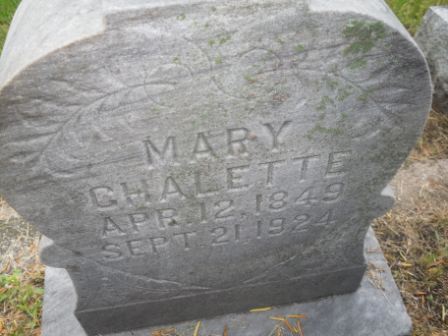 MARY
CHALETTE
APR. 12, 1849
SEPT. 21, 1924